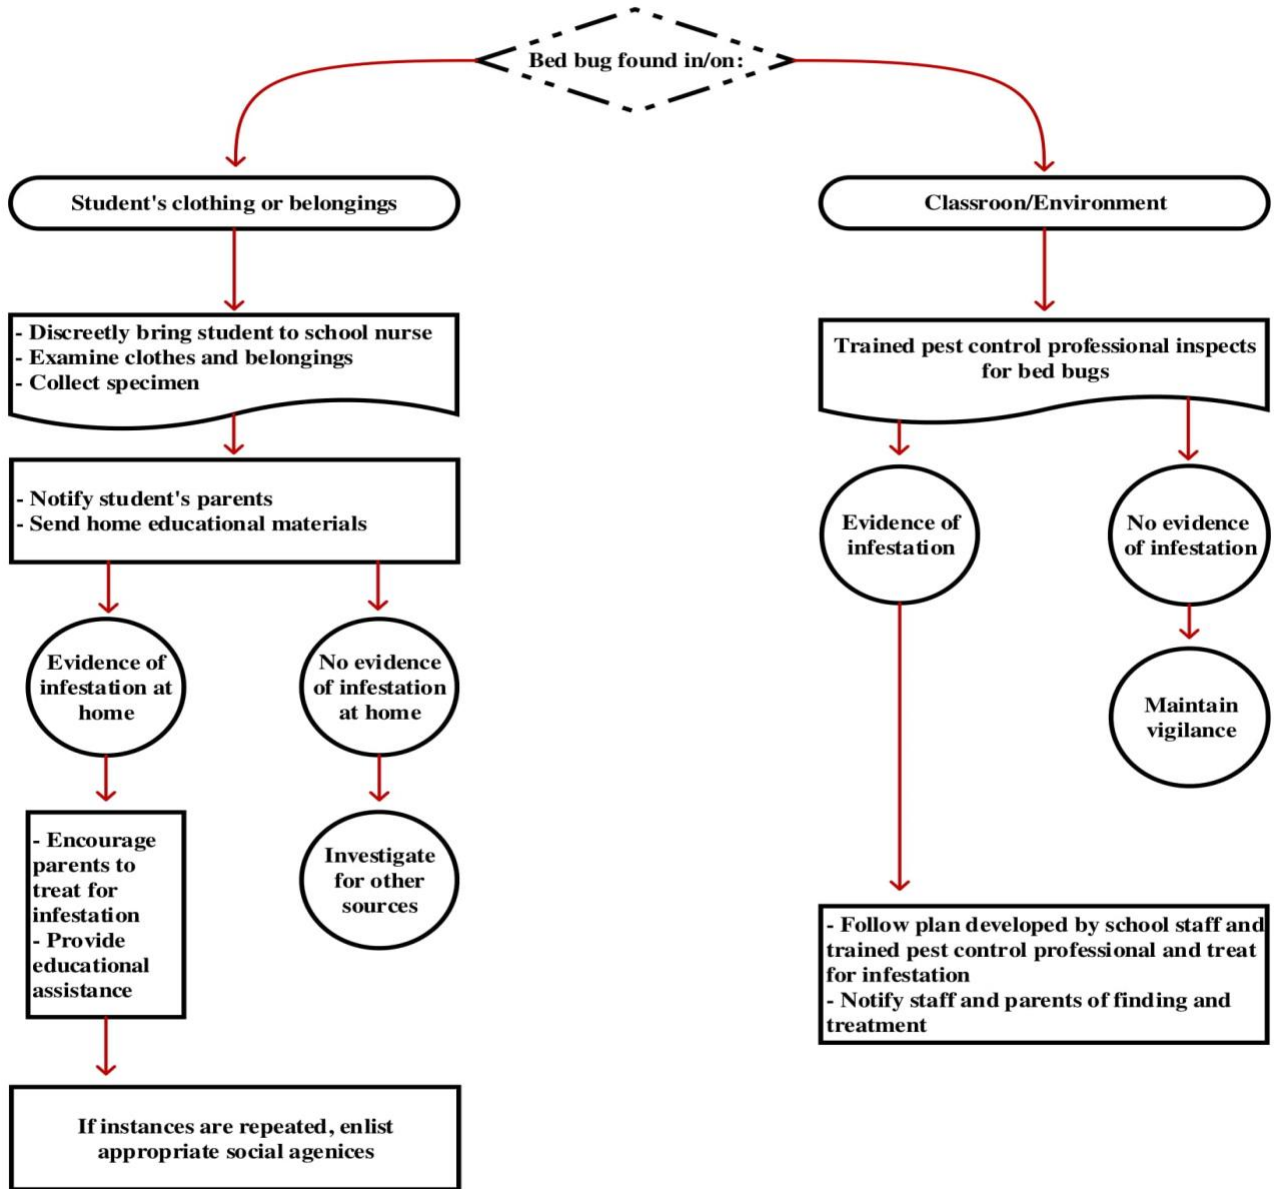 Bed bug found in/on:
Student's clothing or belongings
- Discreetly bring student to school nurse
- Examine clothes and belongings
- Collect specimen
- Notify student's parents
- Send home educational materials
Evidence of
infestation at
home
No evidence
of infestation
at home
- Encourage
parents to
treat for
infestation
- Provide
educational
assistance
Investigate
for other
sources
If instances are repeated, enlist
appropriate social agenices
Classroon/Environment
Trained pest control professional inspects
for bed bugs
Evidence of
infestation
No evidence
of infestation
Maintain
vigilance
- Follow plan developed by school staff and
trained pest control professional and treat
for infestation
- Notify staff and parents of finding and
treatment